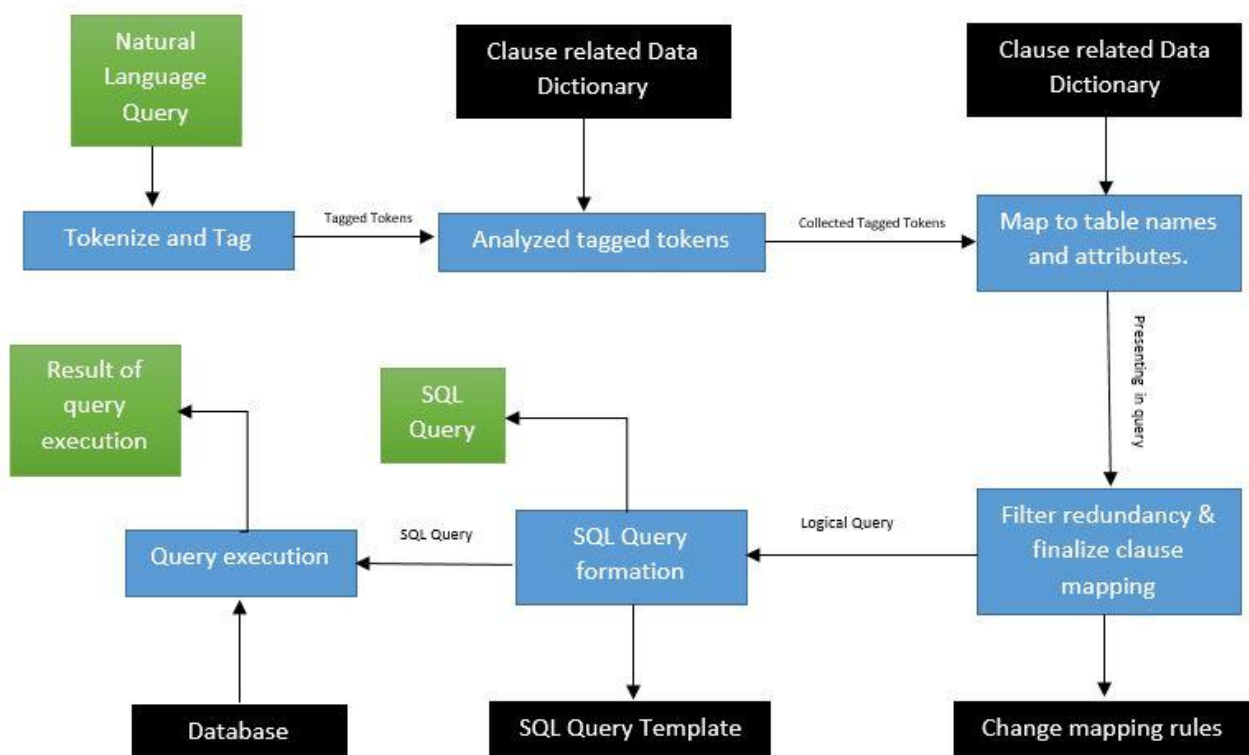 Natural
Language
Query
Clause related Data
Dictionary
Clause related Data
Dictionary
Tokenize and Tag
Tagged Tokens
Analyzed tagged tokens
Collected Tagged Tokens
Map to table names
and attributes.
Presenting in query
Result of
query
execution
SQL
Query
Query execution
SQL Query
SQL Query
formation
Logical Query
Filter redundancy &
finalize clause
mapping
Database
SQL Query Template
Change mapping rules